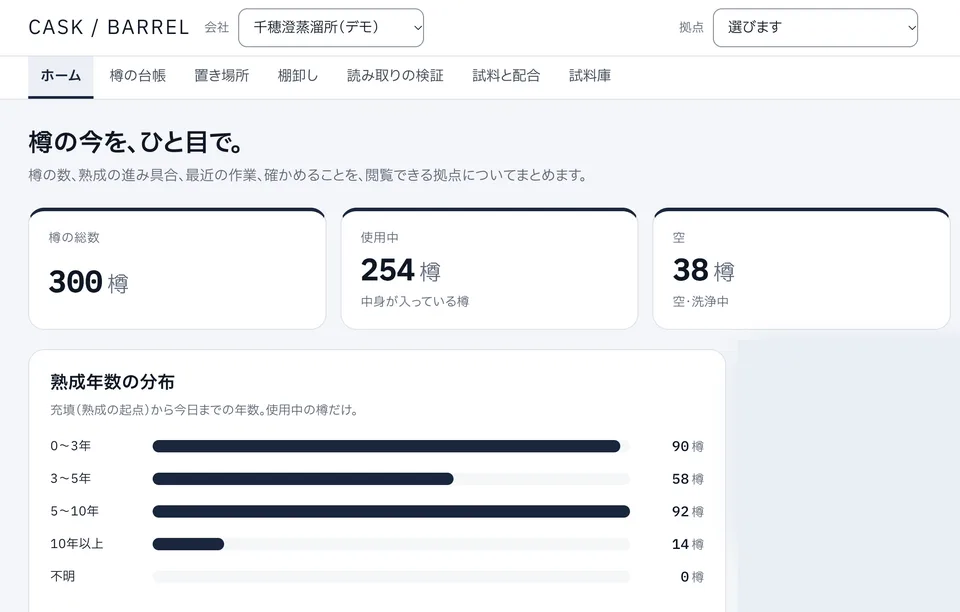 CASK / BARREL 会社 千穂澄蒸溜所(デモ) 拠点 選びます
ホーム 樽の台帳 置き場所 棚卸し 読み取りの検証 試料と配合 試料庫
樽の今を、ひと目で。
樽の数、熟成の進み具合、最近の作業、確かめることを、閲覧できる拠点についてまとめます。
樽の総数
300 樽
使用中
254 樽
中身が入っている樽
空
38 樽
空・洗浄中
熟成年数の分布
充填(熟成の起点)から今日までの年数。使用中の樽だけ。
0〜3年 90 樽
3〜5年 58 樽
5〜10年 92 樽
10年以上 14 樽
不明 0 樽